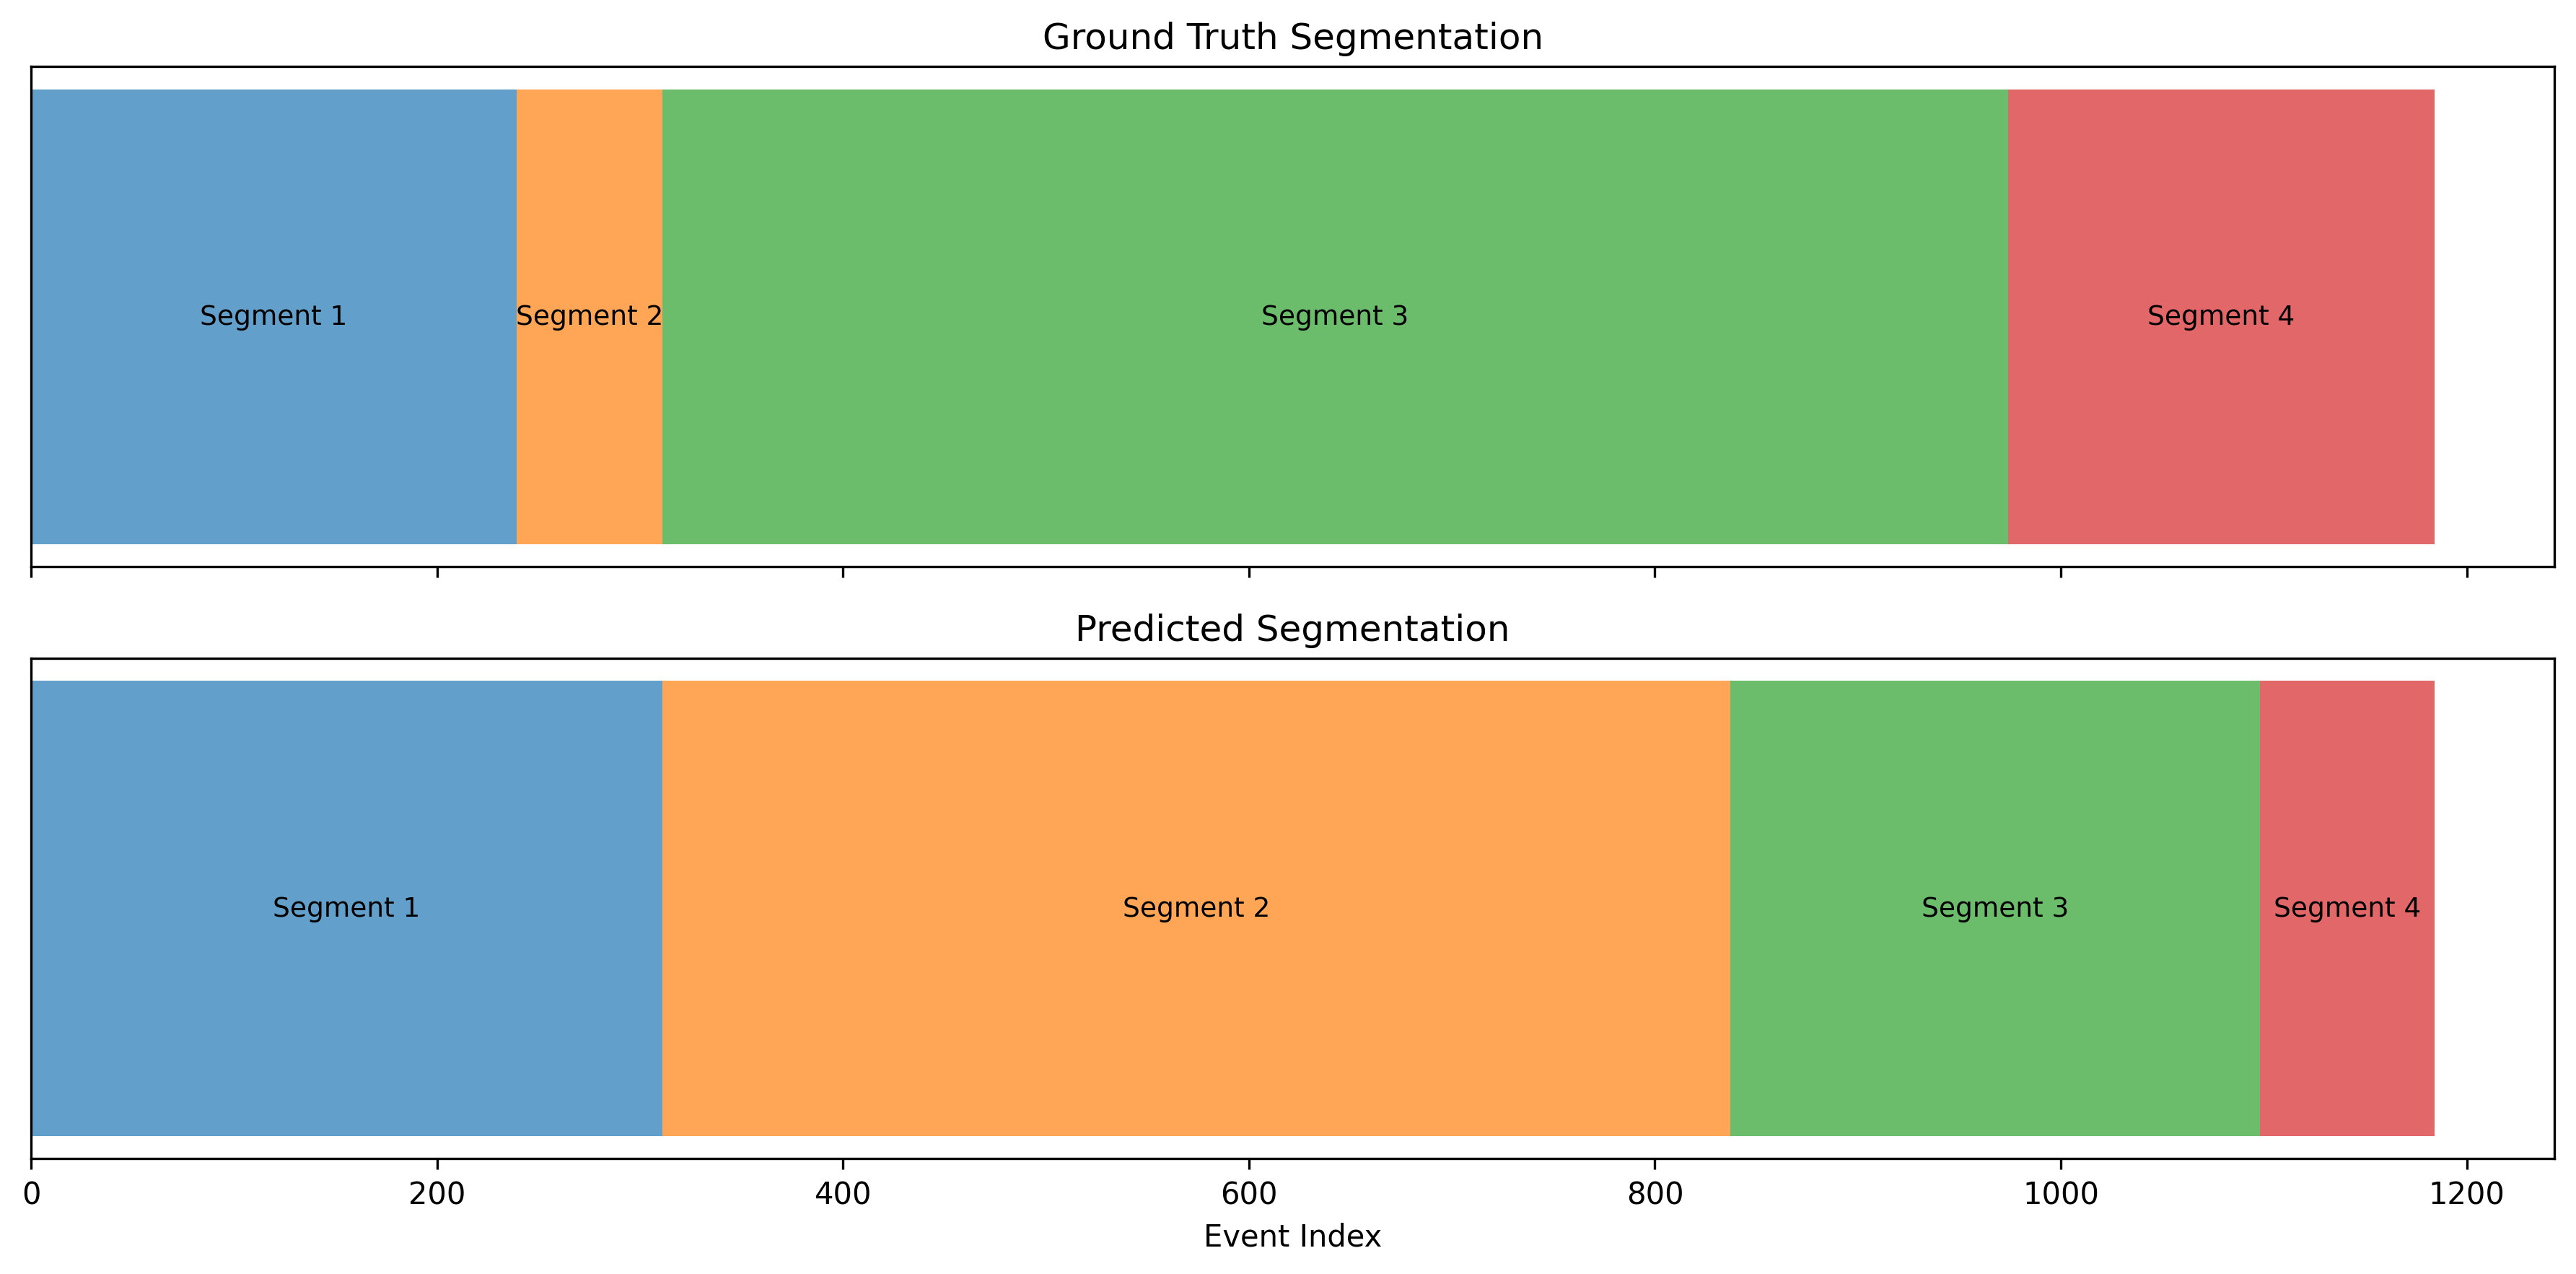 Ground Truth Segmentation
Segment 1 Segment 2 Segment 3 Segment 4
Predicted Segmentation
Segment 1 Segment 2 Segment 3 Segment 4
0 200 400 600 800 1000 1200
Event Index